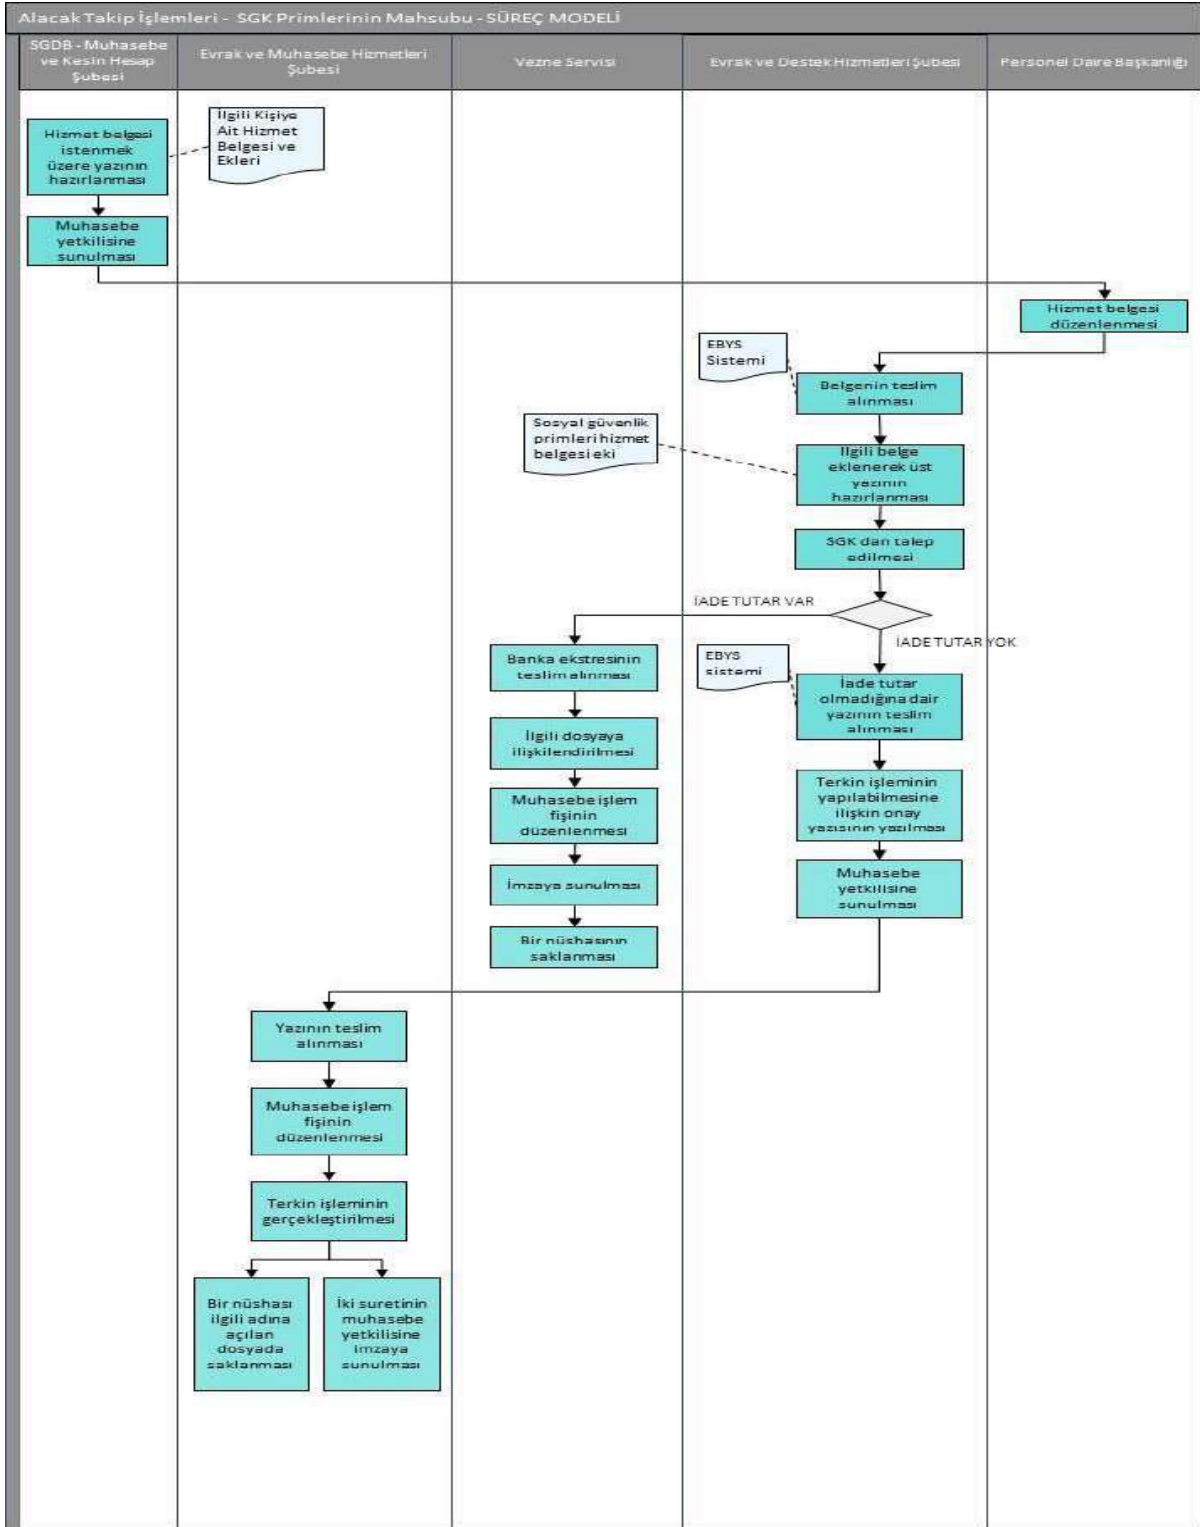 Alacak Takip İşlemleri - SGK Primlerinin Mahsubu - SÜREÇ MODELİ
SGDB - Muhasebe
ve Kesin Hesap
Şubesi
Evrak ve Muhasebe Hizmetleri
Şubesi
Vezne Servisi
Evrak ve Destek Hizmetleri Şubesi
Personel Daire Başkanlığı
Hizmet belgesi
istenmek
üzere yazının
hazırlanması
İlgili Kişiye
Ait Hizmet
Belgesi ve
Ekleri
Muhasebe
yetkilisine
sunulması
Hizmet belgesi
düzenlenmesi
EBYS
Sistemi
Belgenin teslim
alınması
Sosyal güvenlik
primleri hizmet
belgesi eki
İlgili belge
eklenerek üst
yazının
hazırlanması
SGK dan talep
edilmesi
İADE TUTAR VAR
İADE TUTAR YOK
Banka ekstresinin
teslim alınması
EBYS
sistemi
İade tutar
olmadığına dair
yazının teslim
alınması
İlgili dosyaya
ilişkilendirilmesi
Terkin işleminin
yapılabilmesine
ilişkin onay
yazısının yazılması
Muhasebe işlem
fişinin
düzenlenmesi
Muhasebe
yetkilisine
sunulması
İmzaya sunulması
Bir nüshasının
saklanması
Yazının teslim
alınması
Muhasebe işlem
fişinin
düzenlenmesi
Terkin işleminin
gerçekleştirilmesi
Bir nüshası
ilgili adına
açılan
dosyada
saklanması
İki suretinin
muhasebe
yetkilisine
imzaya
sunulması